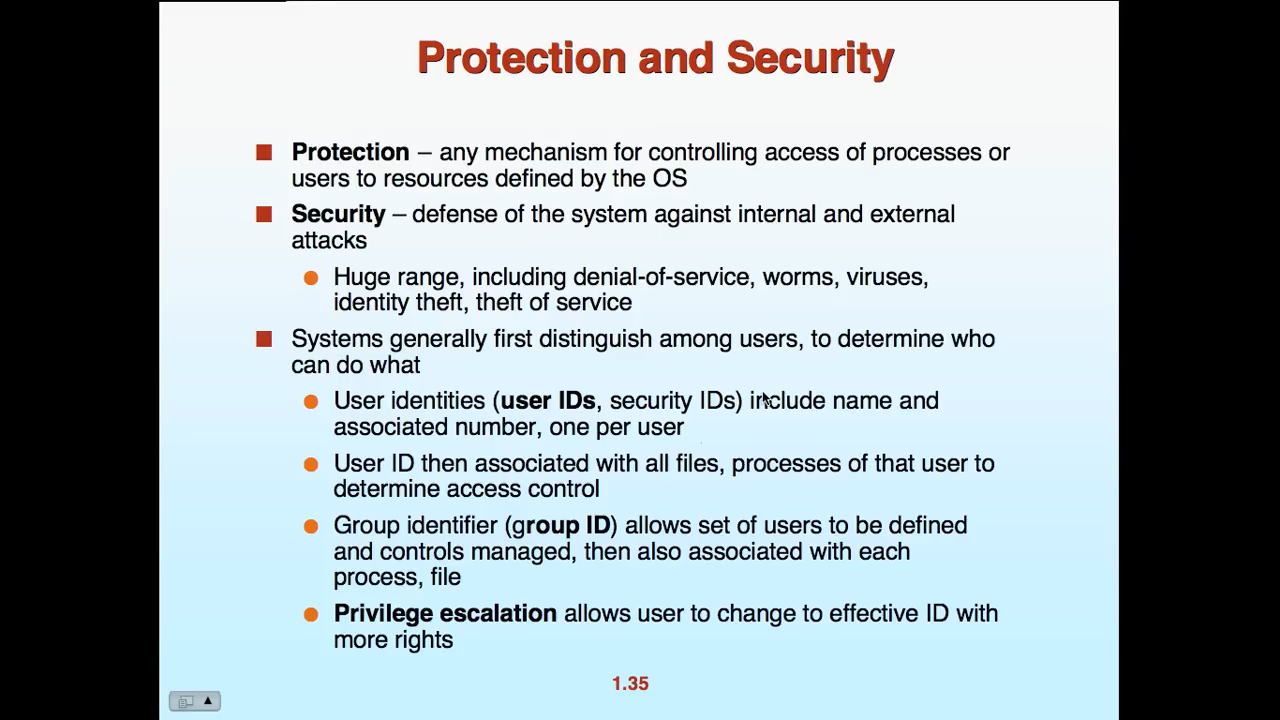 Protection and Security
Protection – any mechanism for controlling access of processes or
users to resources defined by the OS
Security – defense of the system against internal and external
attacks
Huge range, including denial-of-service, worms, viruses,
identity theft, theft of service
Systems generally first distinguish among users, to determine who
can do what
User identities (user IDs, security IDs) include name and
associated number, one per user
User ID then associated with all files, processes of that user to
determine access control
Group identifier (group ID) allows set of users to be defined
and controls managed, then also associated with each
process, file
Privilege escalation allows user to change to effective ID with
more rights
1.35